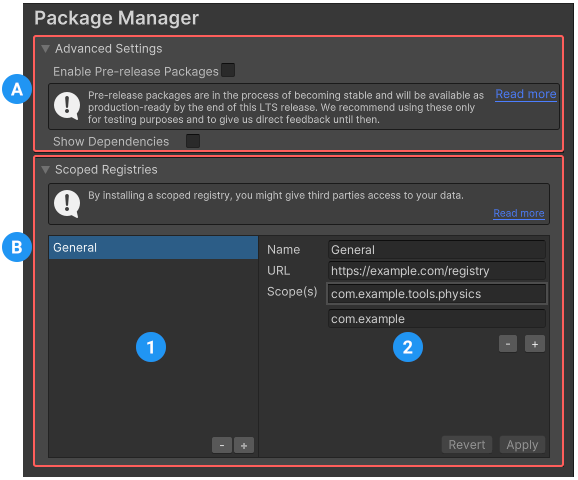 Package Manager
Advanced Settings
Enable Pre-release Packages
A
Pre-release packages are in the process of becoming stable and will be available as
production-ready by the end of this LTS release. We recommend using these only
for testing purposes and to give us direct feedback until then.
Read more
Show Dependencies
Scoped Registries
By installing a scoped registry, you might give third parties access to your data.
Read more
B
General
Name General
URL https://example.com/registry
Scope(s) com.example.tools.physics
com.example
1
2
- +
- +
Revert Apply